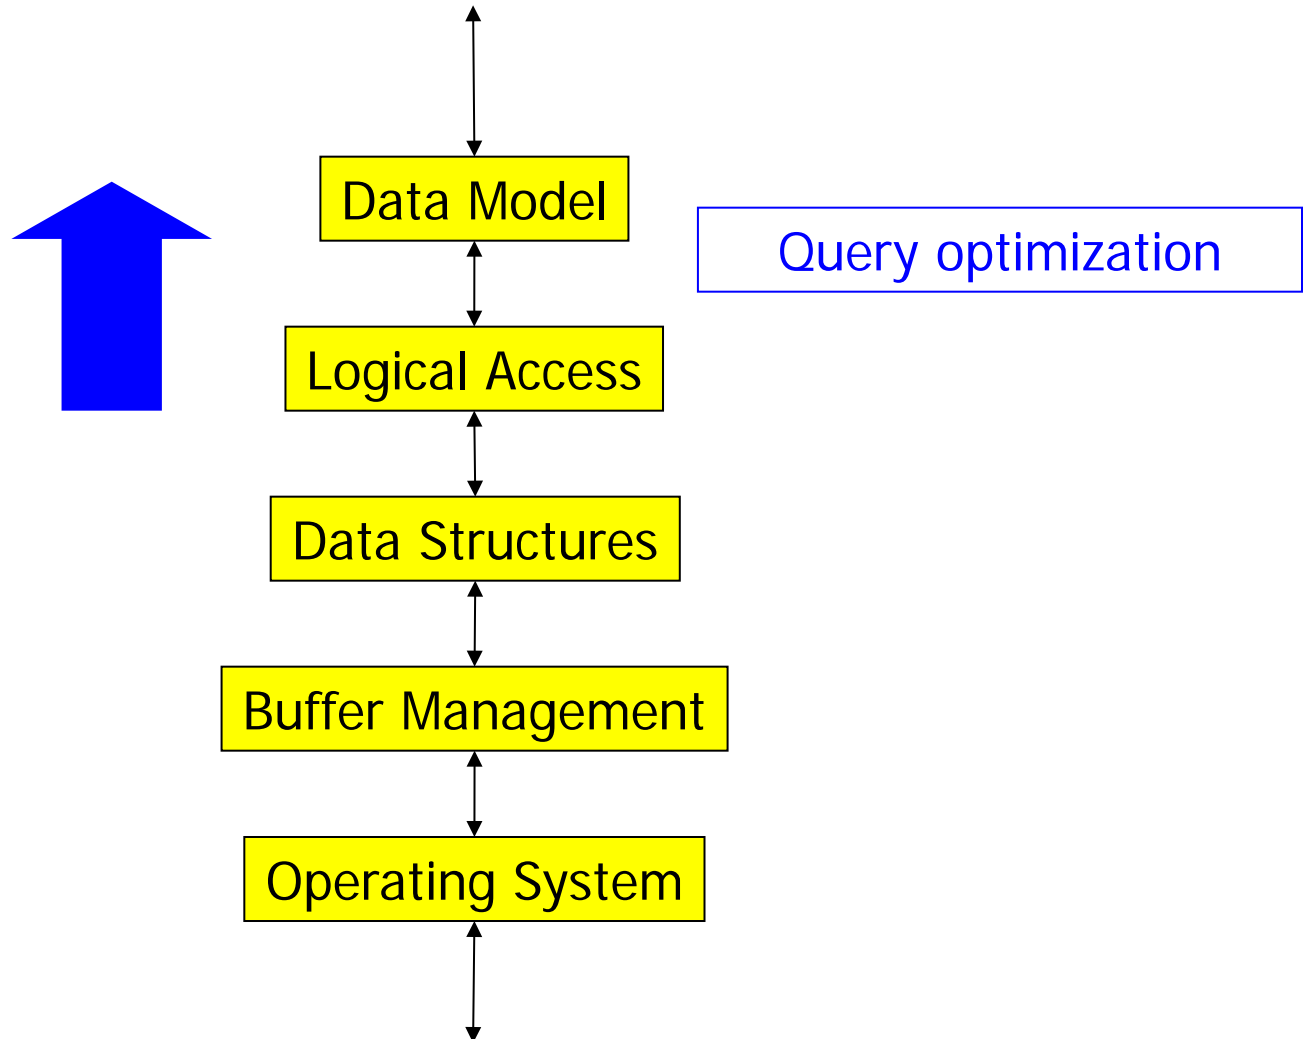 Data Model
Query optimization
Logical Access
Data Structures
Buffer Management
Operating System